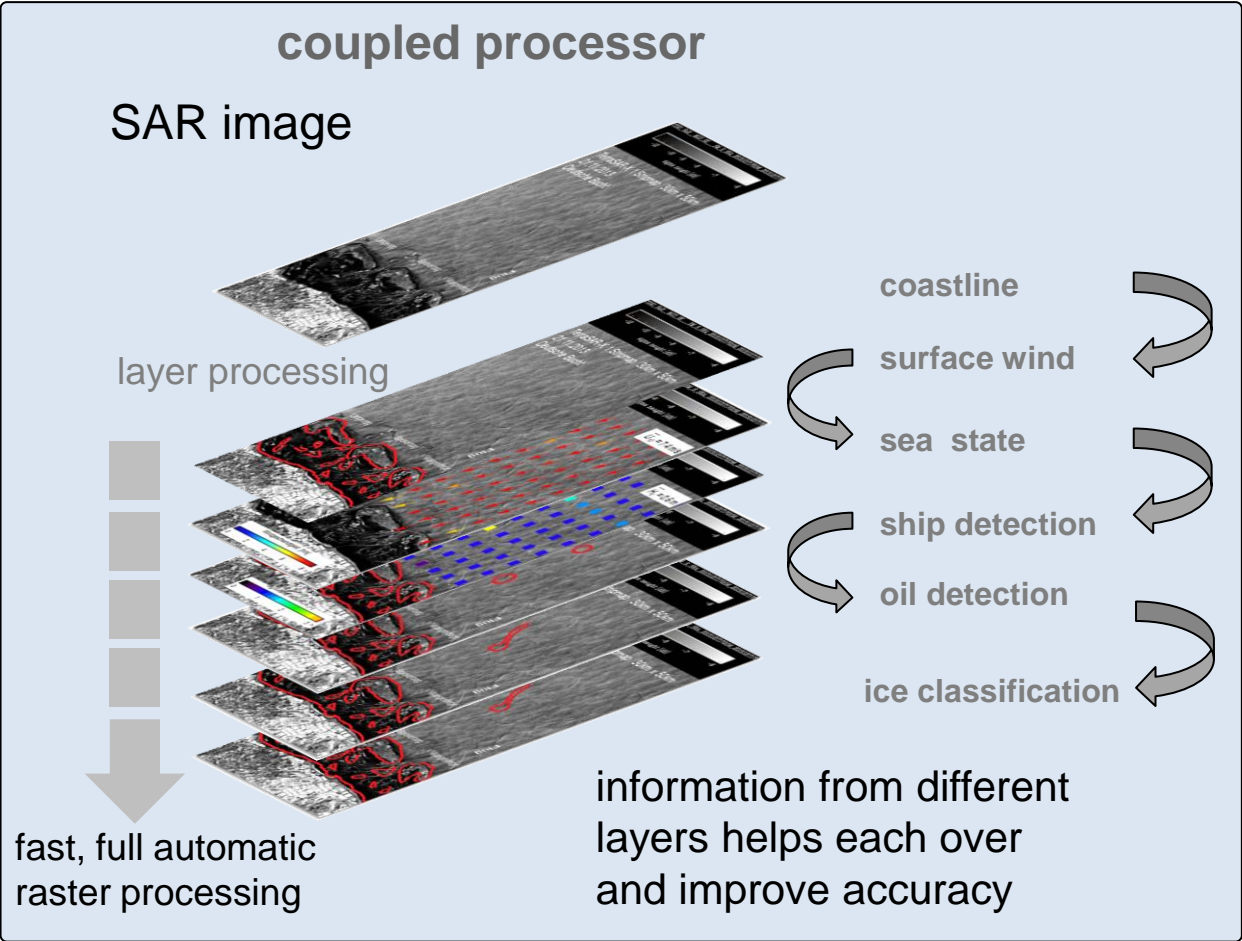 coupled processor
SAR image
layer processing
coastline
surface wind
sea state
ship detection
oil detection
ice classification
fast, full automatic
raster processing
information from different
layers helps each over
and improve accuracy